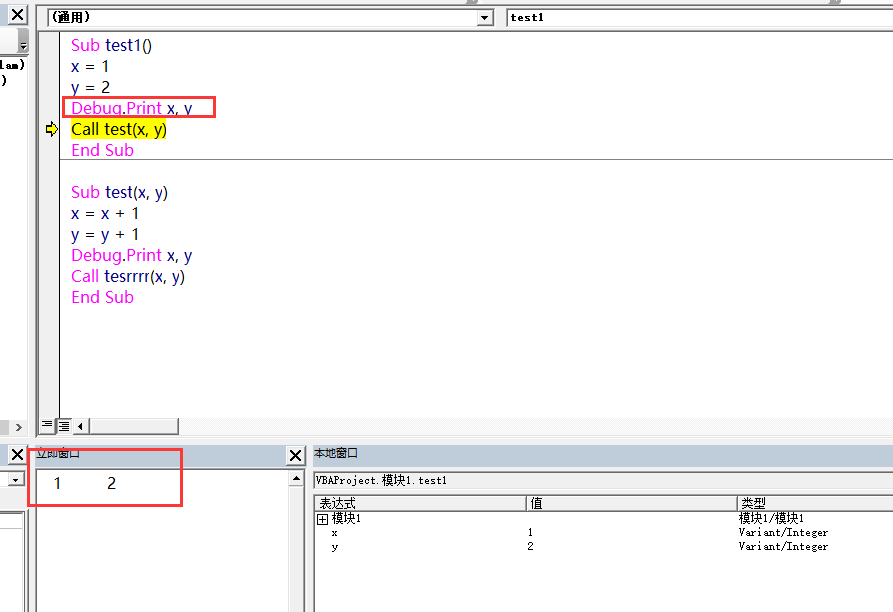 (通用)
test1
lam)
)
Sub test1()
x = 1
y = 2
Debug.Print x, y
Call test(x, y)
End Sub
Sub test(x, y)
x = x + 1
y = y + 1
Debug.Print x, y
Call tesrrrr(x, y)
End Sub
立即窗口
1 2
本地窗口
VBAProject.模块1.test1
表达式 值 类型
模块1 模块1/模块1
x 1 Variant/Integer
y 2 Variant/Integer